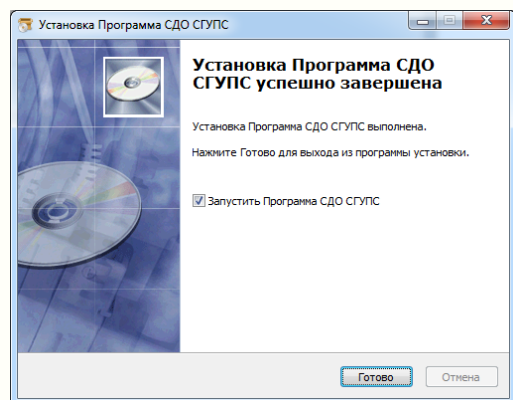 Установка Программа СДО СГУПС
Установка Программа СДО
СГУПС успешно завершена
Установка Программа СДО СГУПС выполнена.
Нажмите Готово для выхода из программы установки.
Запустить Программа СДО СГУПС
Готово
Отмена